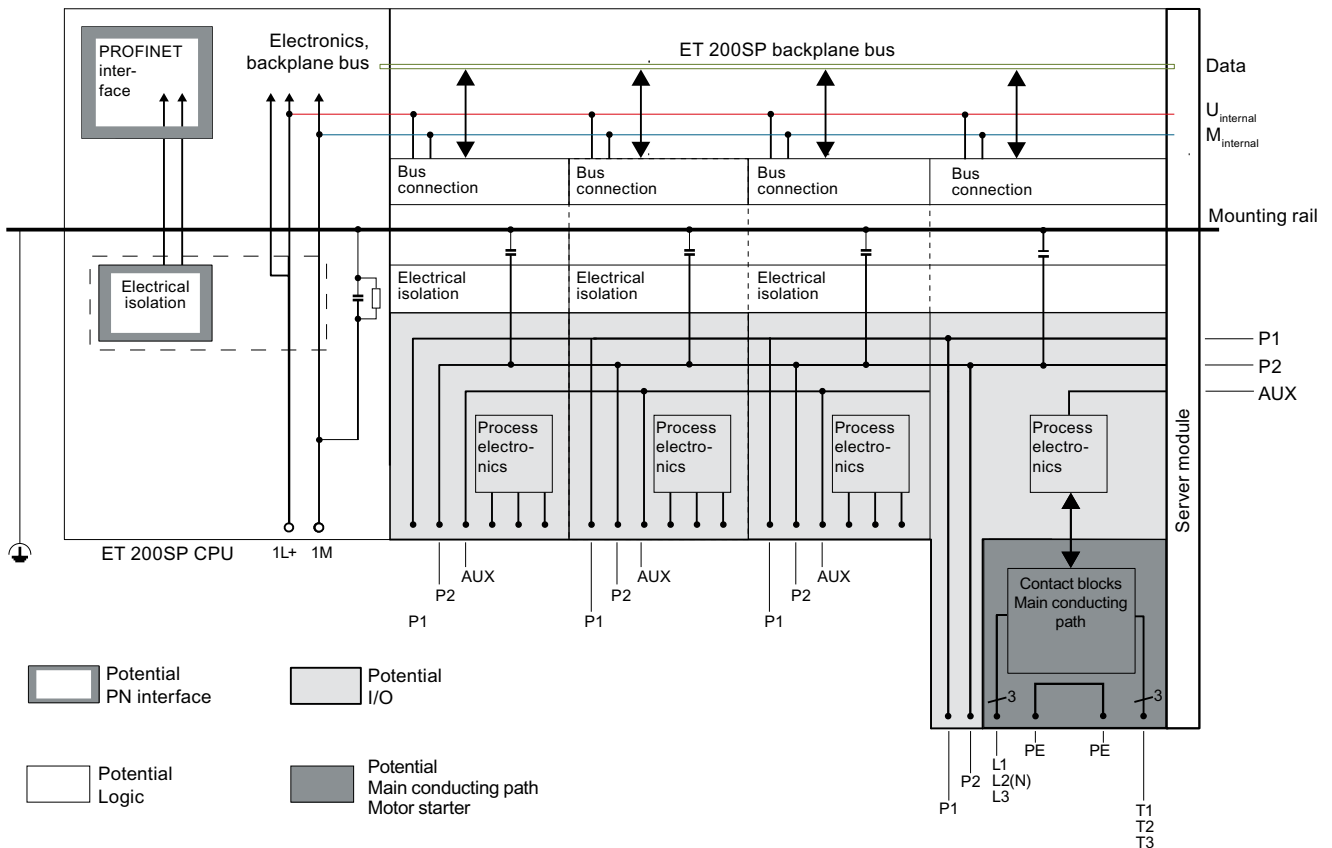 PROFINET
inter-
face
Electronics,
backplane bus
ET 200SP backplane bus
Data
U internal
M internal
Bus
connection
Bus
connection
Bus
connection
Bus
connection
Mounting rail
Electrical
isolation
Electrical
isolation
Electrical
isolation
Electrical
isolation
P1
P2
AUX
Process
electro-
nics
Process
electro-
nics
Process
electro-
nics
Process
electro-
nics
Server module
ET 200SP CPU
1L+
1M
AUX
P2
P1
AUX
P2
P1
AUX
P2
P1
Contact blocks
Main conducting
path
3
3
P1
P2
L1
L2(N)
L3
PE
PE
T1
T2
T3
Potential
PN interface
Potential
I/O
Potential
Logic
Potential
Main conducting path
Motor starter